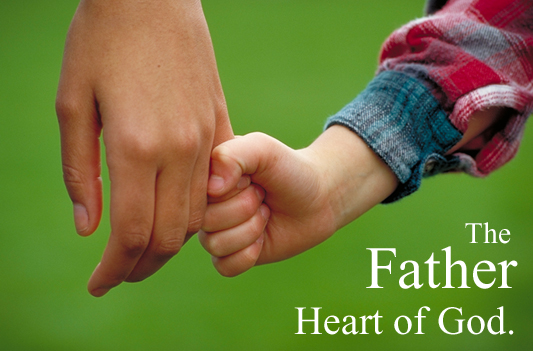 The
Father
Heart of God.